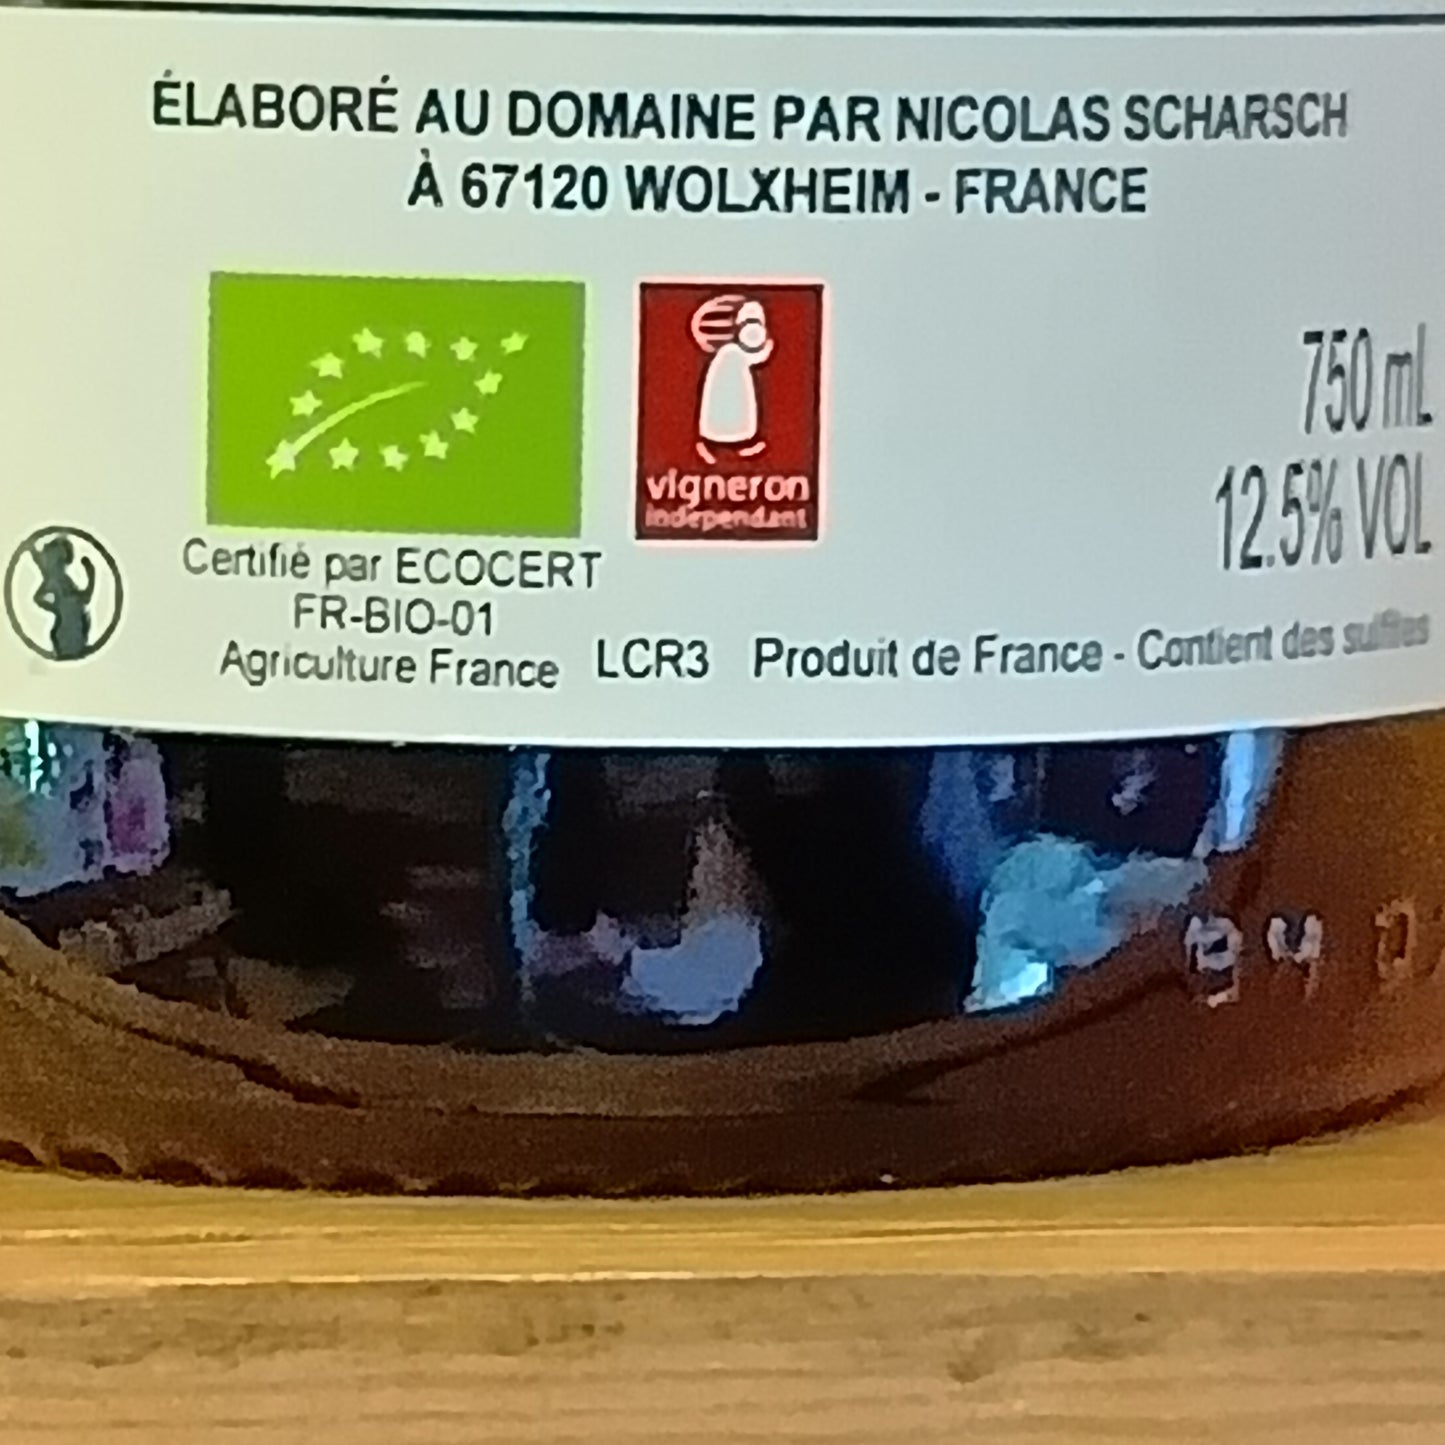 ÉLABORÉ AU DOMAINE PAR NICOLAS SCHARSCH
À 67120 WOLXHEIM - FRANCE
vigneron
indépendant
750 mL
12.5% VOL
Certifié par ECOCERT
FR-BIO-01
Agriculture France
LCR3 Produit de France - Contient des sulfites